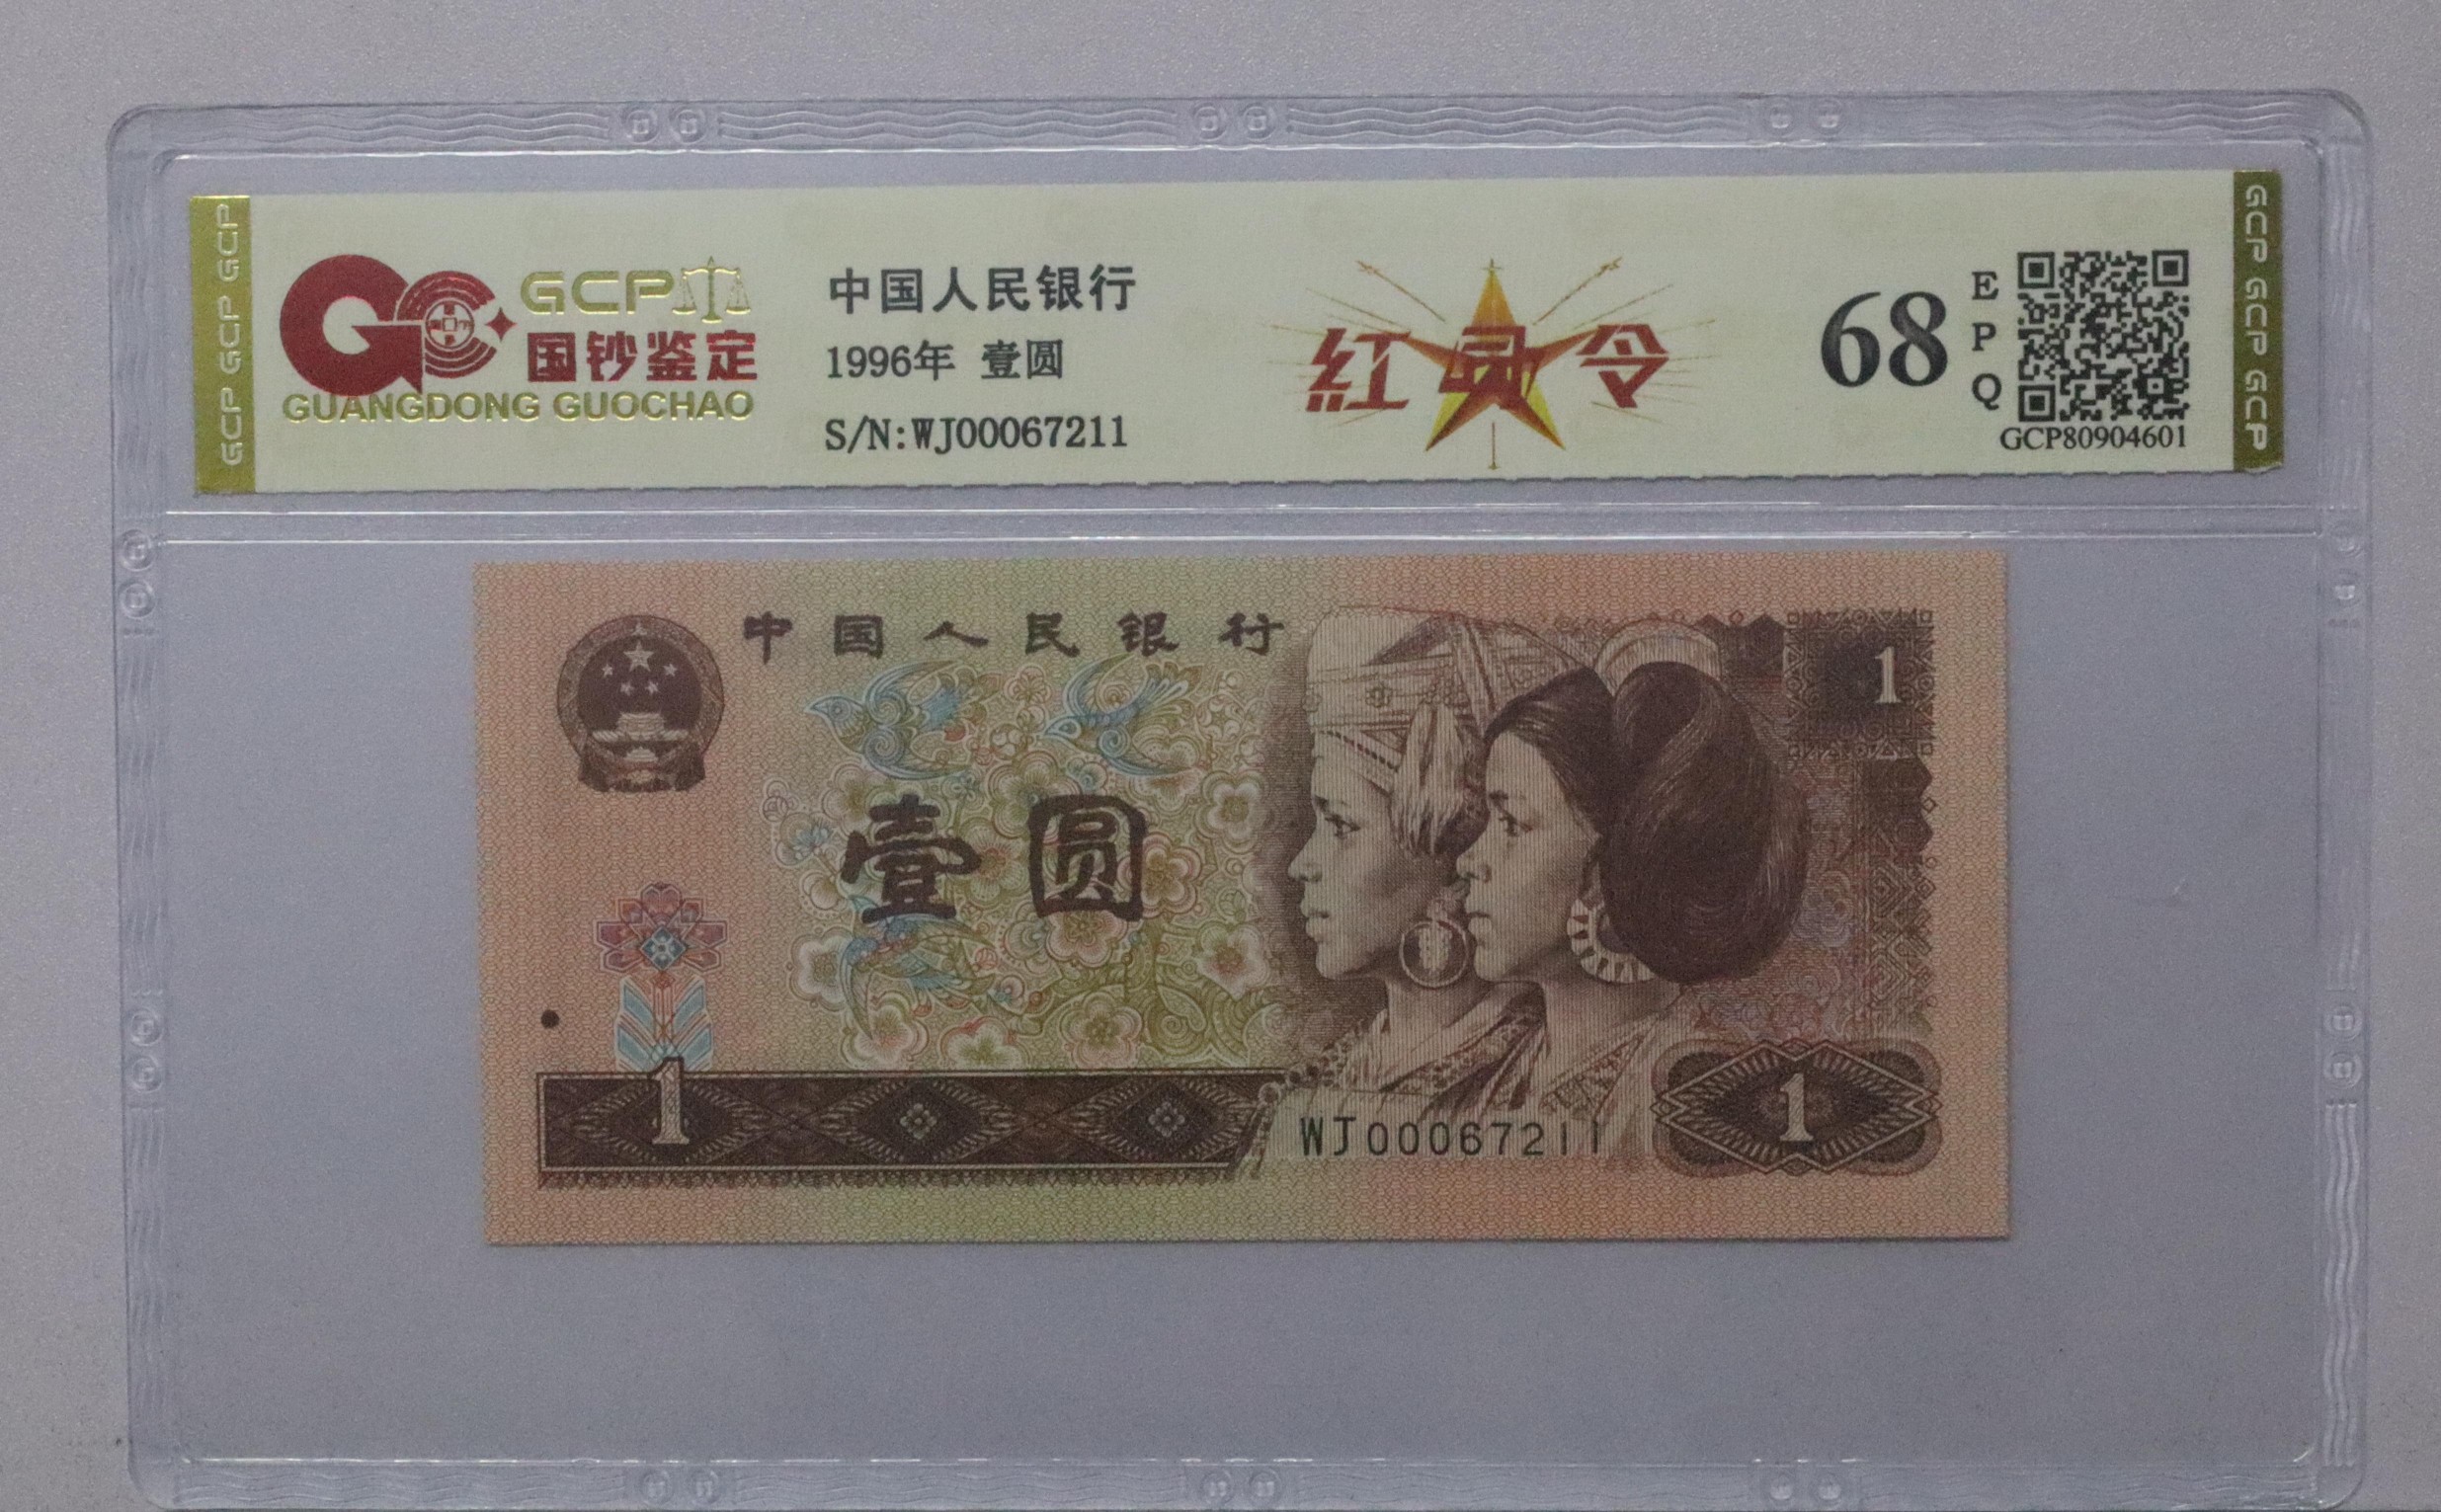 GCP GCP GCP
GCP
国钞鉴定
GUANGDONG GUOCHAO
中国人民银行
1996年 壹圆
S/N:WJ00067211
红 令
68
E
P
Q
GCP80904601
GCP GCP GCP
中国人民银行
1
壹圆
1
WJ00067211
1